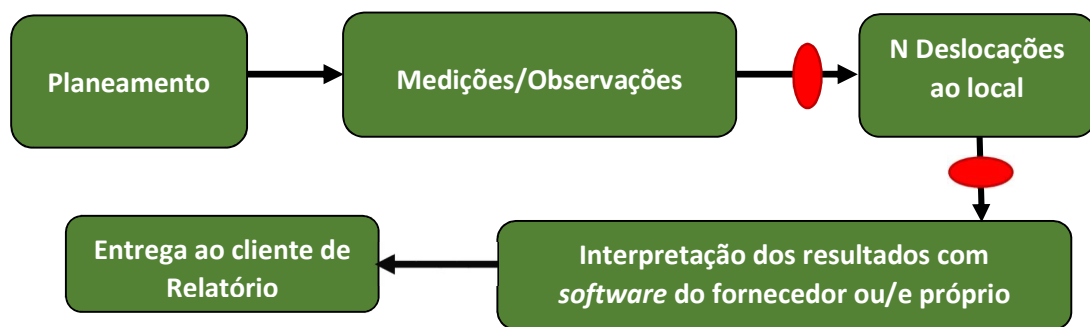 Planeamento
Medições/Observações
N Deslocações
ao local
Entrega ao cliente de
Relatório
Interpretação dos resultados com
software do fornecedor ou/e próprio